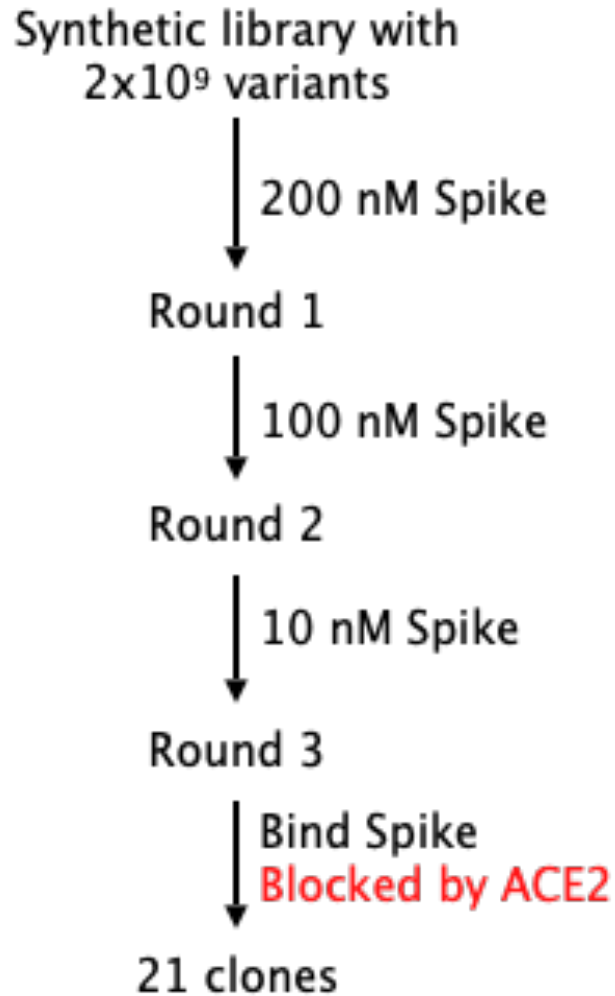 Synthetic library with
2x10⁹ variants
200 nM Spike
Round 1
100 nM Spike
Round 2
10 nM Spike
Round 3
Bind Spike
Blocked by ACE2
21 clones